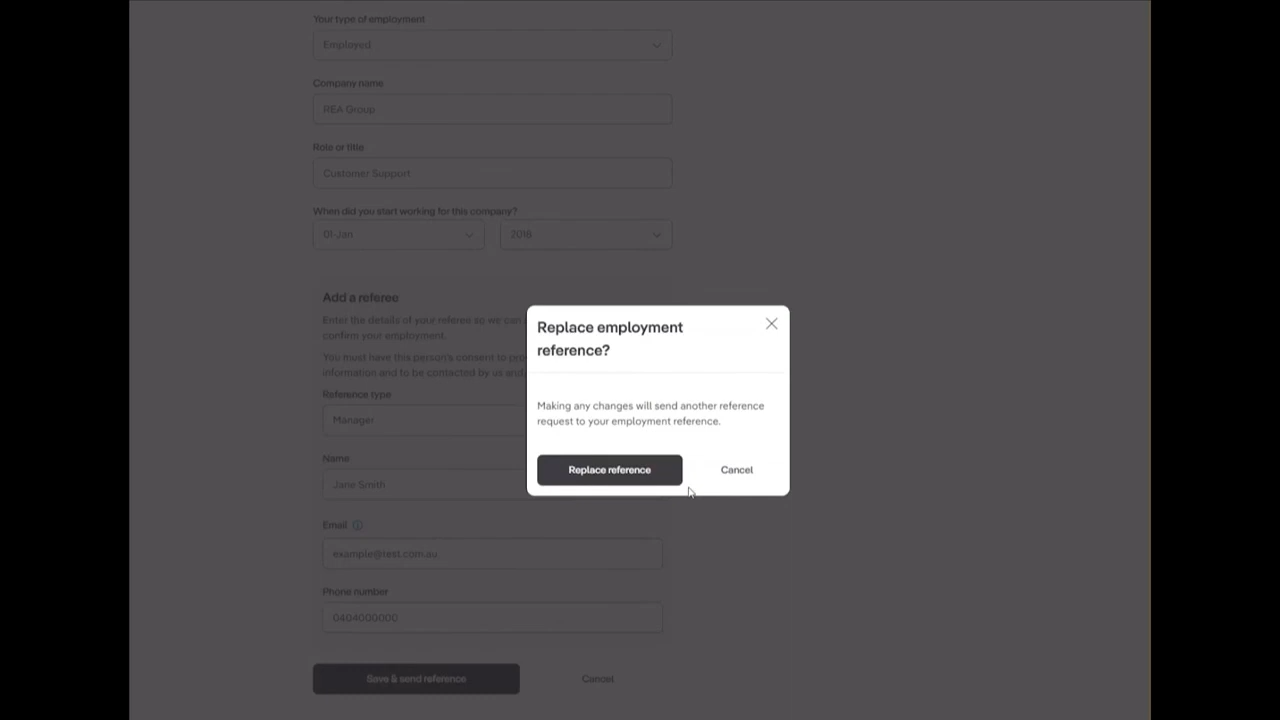 Your type of employment
Employed
Company name
REA Group
Role or title
Customer Support
When did you start working for this company?
01-Jan
2018
Add a referee
Enter the details of your referee so we can
confirm your employment.
You must have this person's consent to
information and to be contacted by us
Reference type
Manager
Name
Jane Smith
Email
example@test.com.au
Phone number
0404000000
Save & send reference
Cancel
Replace employment
reference?
Making any changes will send another reference
request to your employment reference.
Replace reference
Cancel